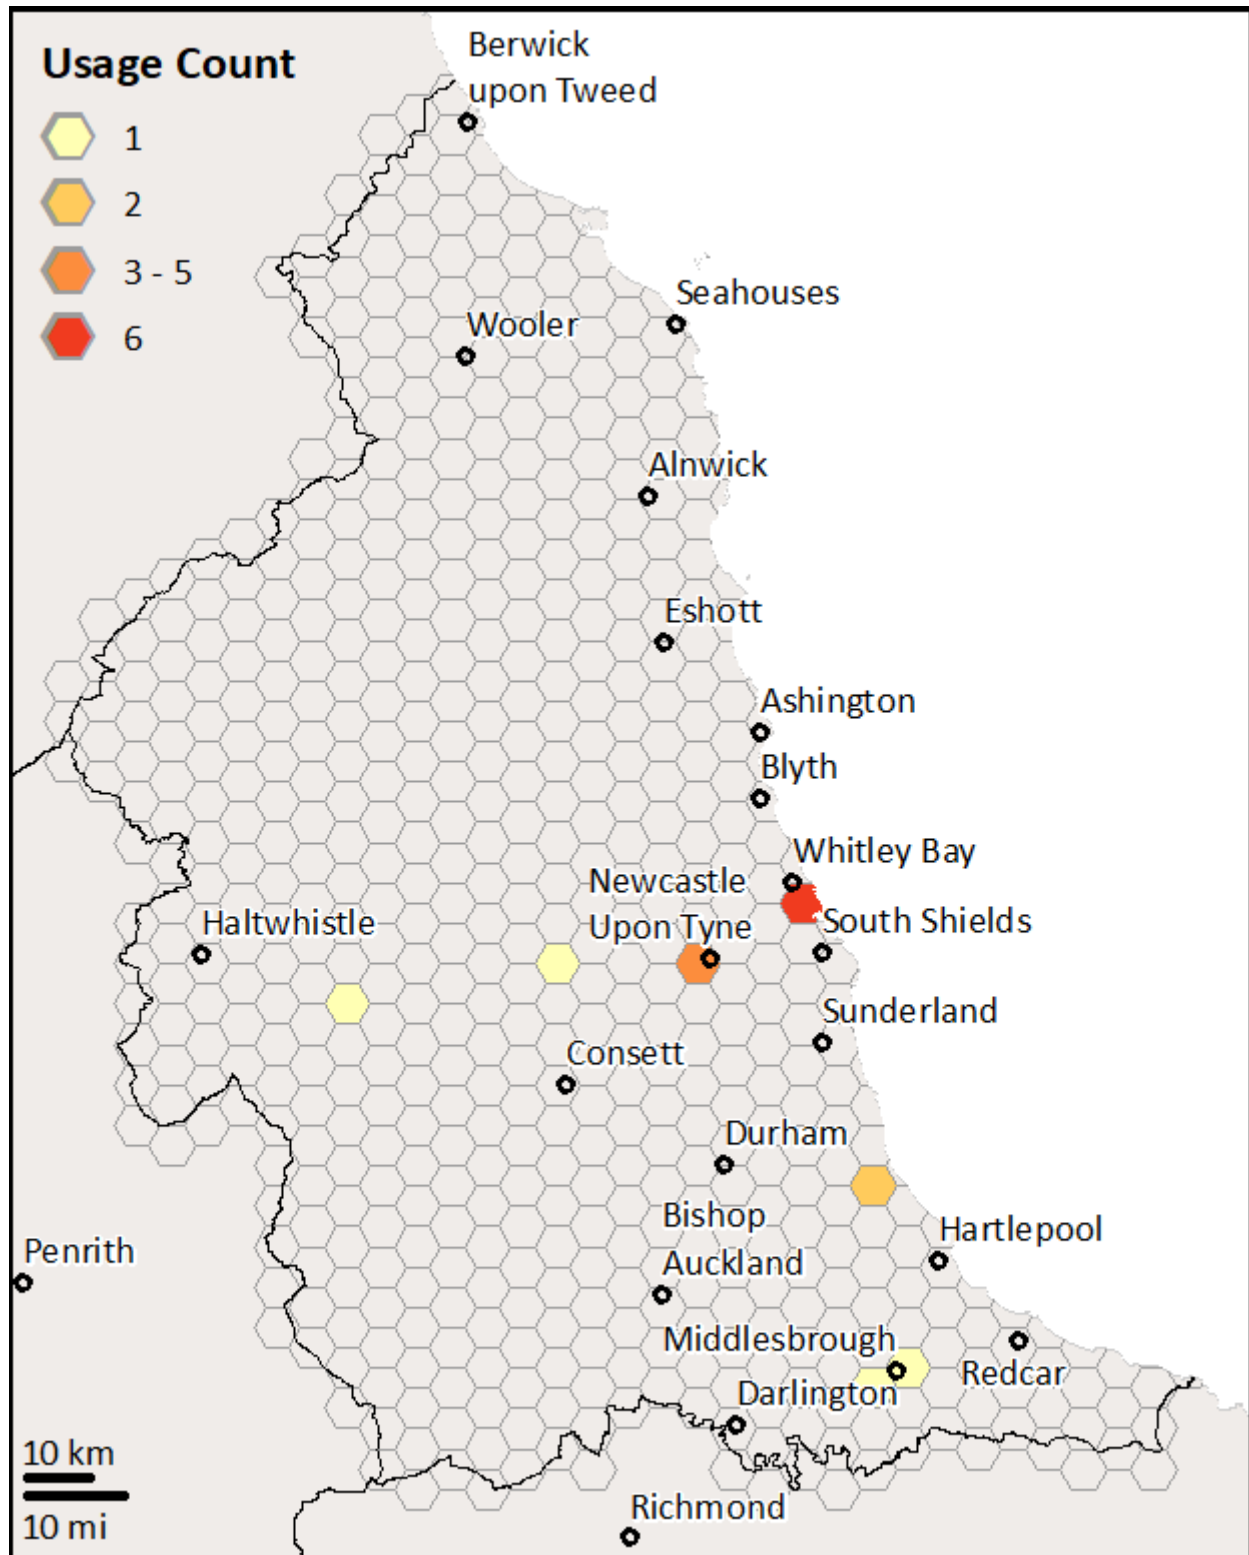 Usage Count
1
2
3 - 5
6
Berwick
upon Tweed
Seahouses
Wooler
Alnwick
Eshott
Ashington
Blyth
Whitley Bay
Newcastle
Upon Tyne
South Shields
Haltwhistle
Sunderland
Consett
Durham
Bishop
Auckland
Hartlepool
Penrith
Middlesbrough
Redcar
Darlington
10 km
10 mi
Richmond